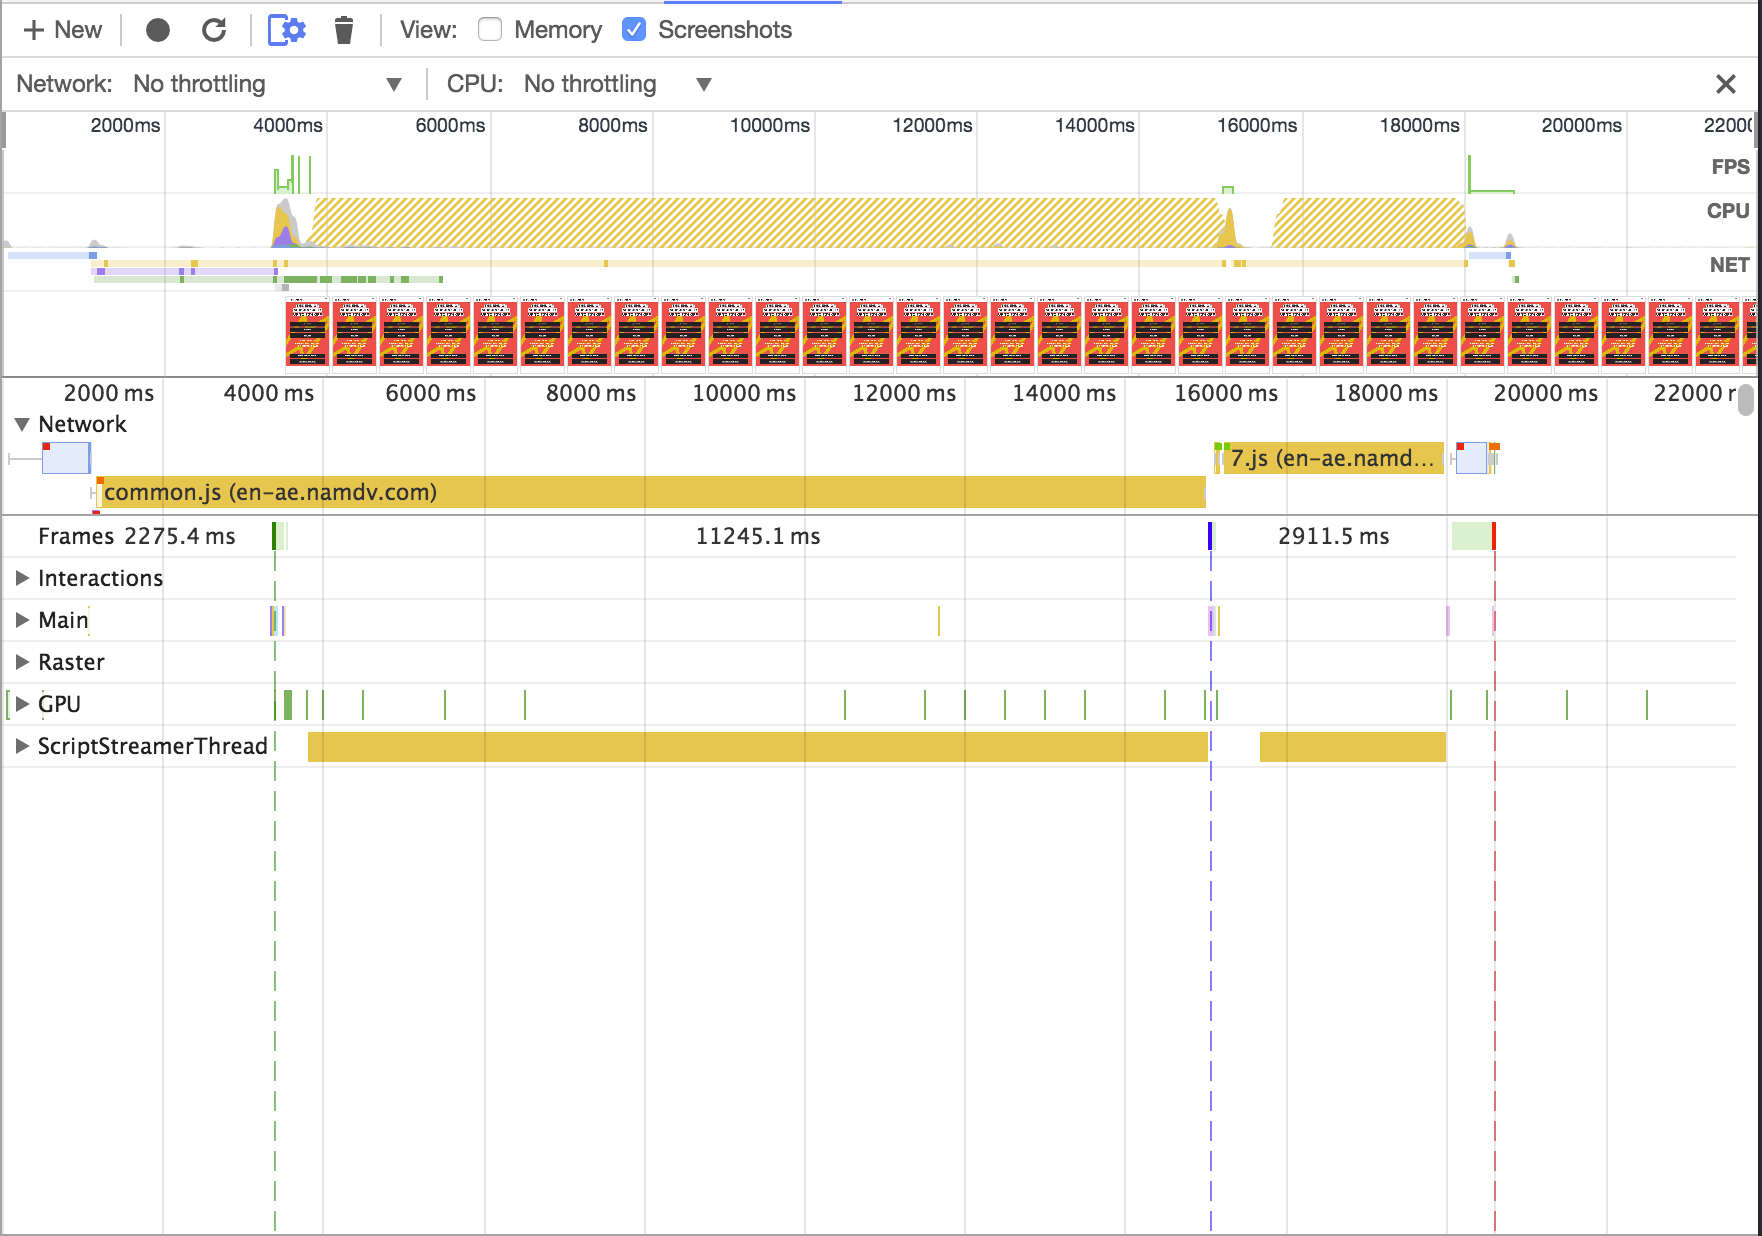 New View: Memory Screenshots
Network: No throttling CPU: No throttling
2000ms 4000ms 6000ms 8000ms 10000ms 12000ms 14000ms 16000ms 18000ms 20000ms 22000
FPS
CPU
NET
2000 ms 4000 ms 6000 ms 8000 ms 10000 ms 12000 ms 14000 ms 16000 ms 18000 ms 20000 ms 22000
Network
7.js (en-ae.namd...
common.js (en-ae.namdv.com)
Frames 2275.4 ms 11245.1 ms 2911.5 ms
Interactions
Main
Raster
GPU
ScriptStreamerThread